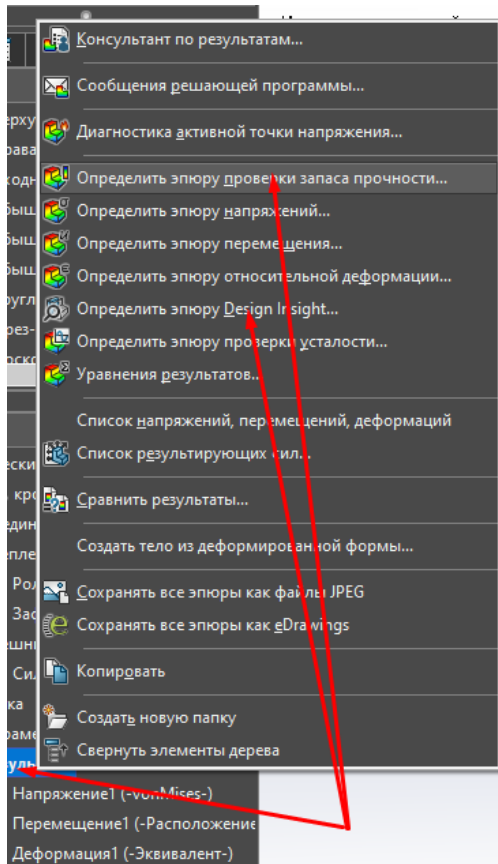 Консультант по результатам...
Сообщения решающей программы...
Диагностика активной точки напряжения...
Определить эпюру проверки запаса прочности...
Определить эпюру напряжений...
Определить эпюру перемещения...
Определить эпюру относительной деформации...
Определить эпюру Design Insight...
Определить эпюру проверки усталости...
Уравнения результатов...
Список напряжений, перемещений, деформаций
Список результирующих сил...
Сравнить результаты...
Создать тело из деформированной формы...
Сохранять все эпюры как файлы JPEG
Сохранять все эпюры как eDrawings
Копировать
Создать новую папку
Свернуть элементы дерева
Напряжение1 (-vonMises-)
Перемещение1 (-Расположение
Деформация1 (-Эквивалент-)